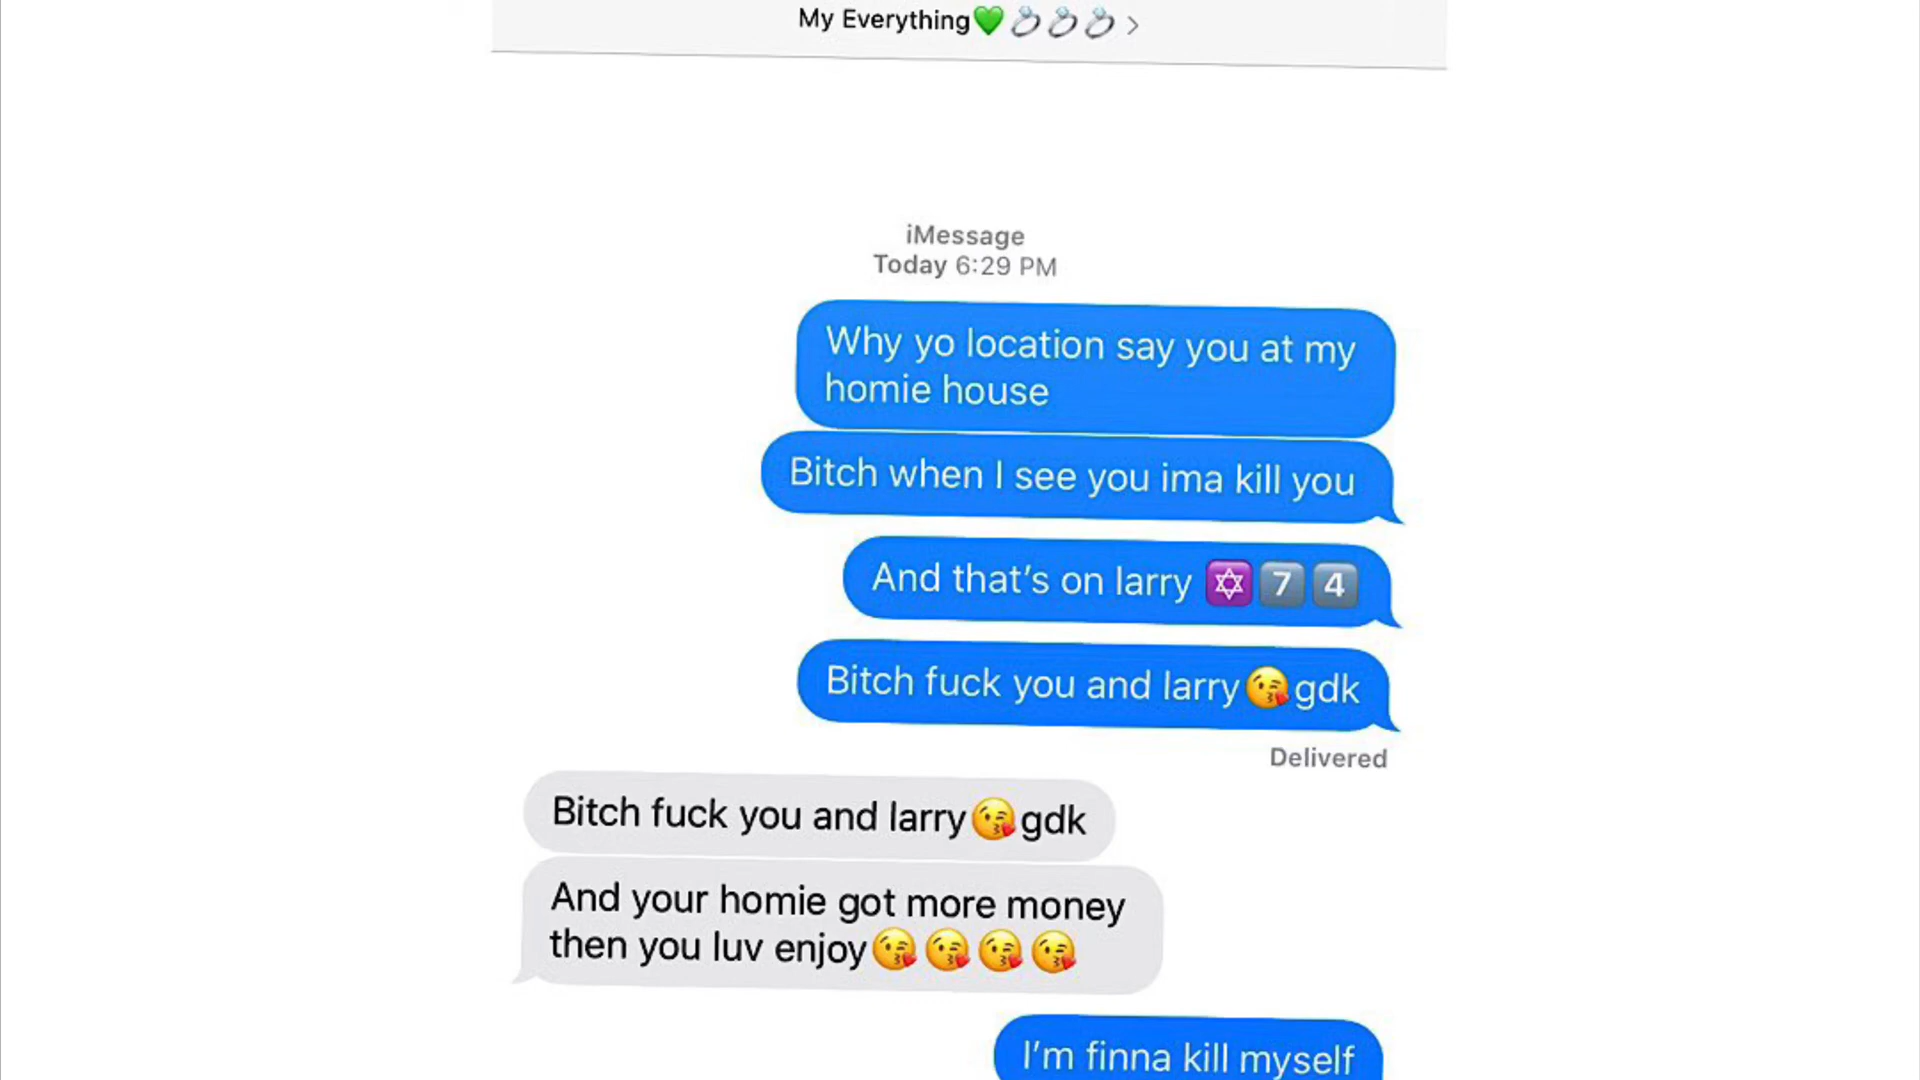 My Everything💚💍💍💍 >
iMessage
Today 6:29 PM
Why yo location say you at my
homie house
Bitch when I see you ima kill you
And that's on larry 🔯7️⃣4️⃣
Bitch fuck you and larry😘gdk
Delivered
Bitch fuck you and larry😘gdk
And your homie got more money
then you luv enjoy😘😘😘😘
I'm finna kill myself